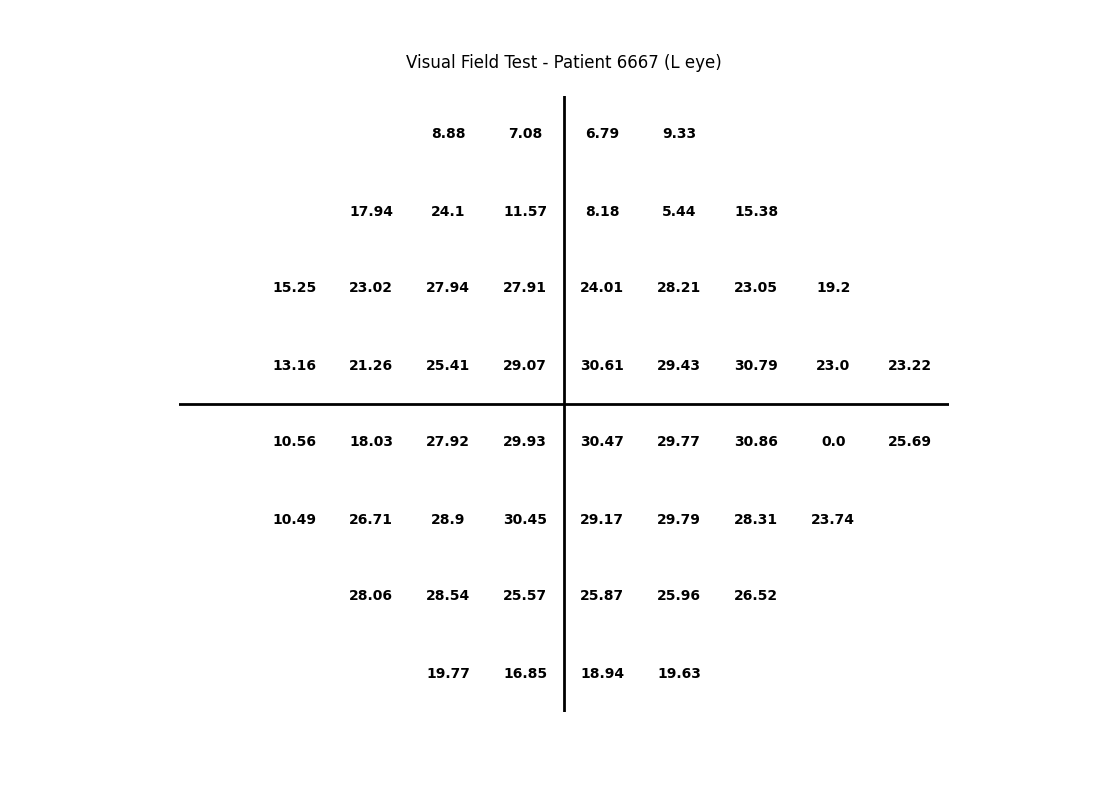 Visual Field Test - Patient 6667 (L eye)
8.88 7.08 6.79 9.33
17.94 24.1 11.57 8.18 5.44 15.38
15.25 23.02 27.94 27.91 24.01 28.21 23.05 19.2
13.16 21.26 25.41 29.07 30.61 29.43 30.79 23.0 23.22
10.56 18.03 27.92 29.93 30.47 29.77 30.86 0.0 25.69
10.49 26.71 28.9 30.45 29.17 29.79 28.31 23.74
28.06 28.54 25.57 25.87 25.96 26.52
19.77 16.85 18.94 19.63